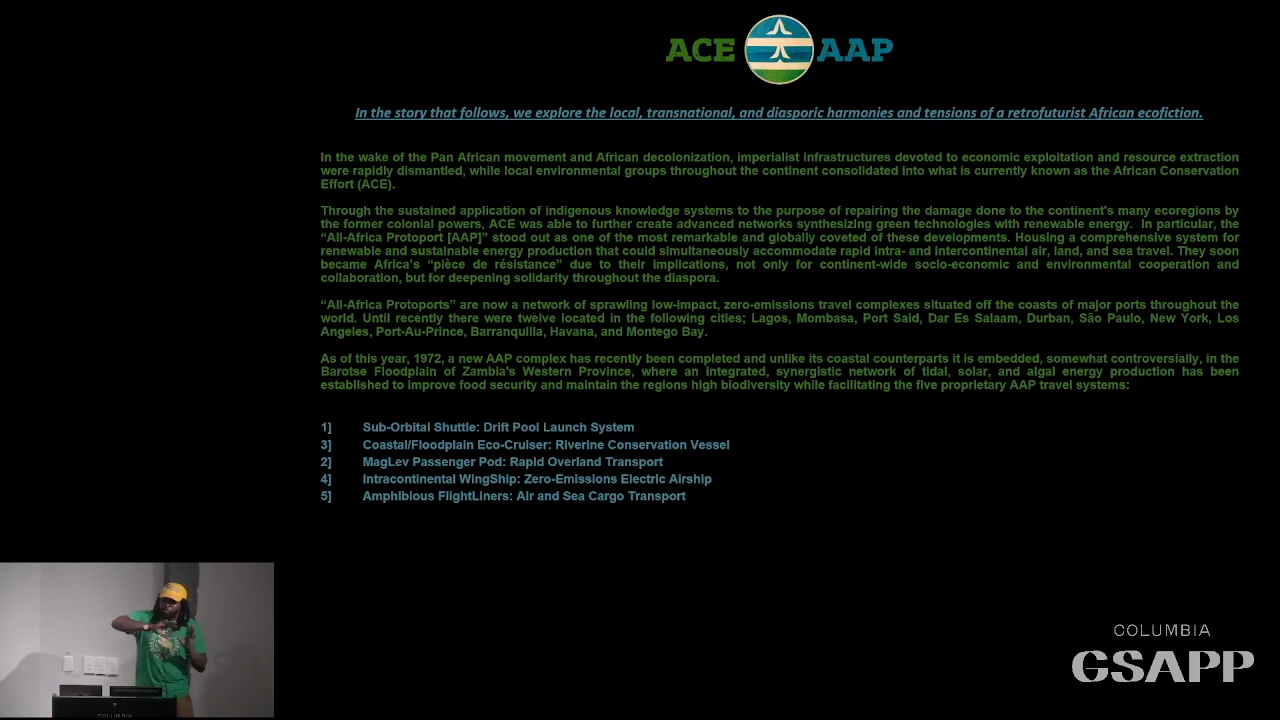 ACE AAP
In the story that follows, we explore the local, transnational, and diasporic harmonies and tensions of a retrofuturist African ecofiction.
In the wake of the Pan African movement and African decolonization, imperialist infrastructures devoted to economic exploitation and resource extraction
were rapidly dismantled, while local environmental groups throughout the continent consolidated into what is currently known as the African Conservation
Effort (ACE).
Through the sustained application of indigenous knowledge systems to the purpose of repairing the damage done to the continent's many ecoregions by
the former colonial powers, ACE was able to further create advanced networks synthesizing green technologies with renewable energy. In particular, the
“All-Africa Protoport [AAP]” stood out as one of the most remarkable and globally coveted of these developments. Housing a comprehensive system for
renewable and sustainable energy production that could simultaneously accommodate rapid intra- and intercontinental air, land, and sea travel. They soon
became Africa’s “pièce de résistance” due to their implications, not only for continent-wide socio-economic and environmental cooperation and
collaboration, but for deepening solidarity throughout the diaspora.
“All-Africa Protoports” are now a network of sprawling low-impact, zero-emissions travel complexes situated off the coasts of major ports throughout the
world. Until recently there were twelve located in the following cities; Lagos, Mombasa, Port Said, Dar Es Salaam, Durban, São Paulo, New York, Los
Angeles, Port-Au-Prince, Barranquilla, Havana, and Montego Bay.
As of this year, 1972, a new AAP complex has recently been completed and unlike its coastal counterparts it is embedded, somewhat controversially, in the
Barotse Floodplain of Zambia's Western Province, where an integrated, synergistic network of tidal, solar, and algal energy production has been
established to improve food security and maintain the regions high biodiversity while facilitating the five proprietary AAP travel systems:
1] Sub-Orbital Shuttle: Drift Pool Launch System
3] Coastal/Floodplain Eco-Cruiser: Riverine Conservation Vessel
2] MagLev Passenger Pod: Rapid Overland Transport
4] Intracontinental WingShip: Zero-Emissions Electric Airship
5] Amphibious FlightLiners: Air and Sea Cargo Transport
COLUMBIA
GSAPP
COLUMBIA